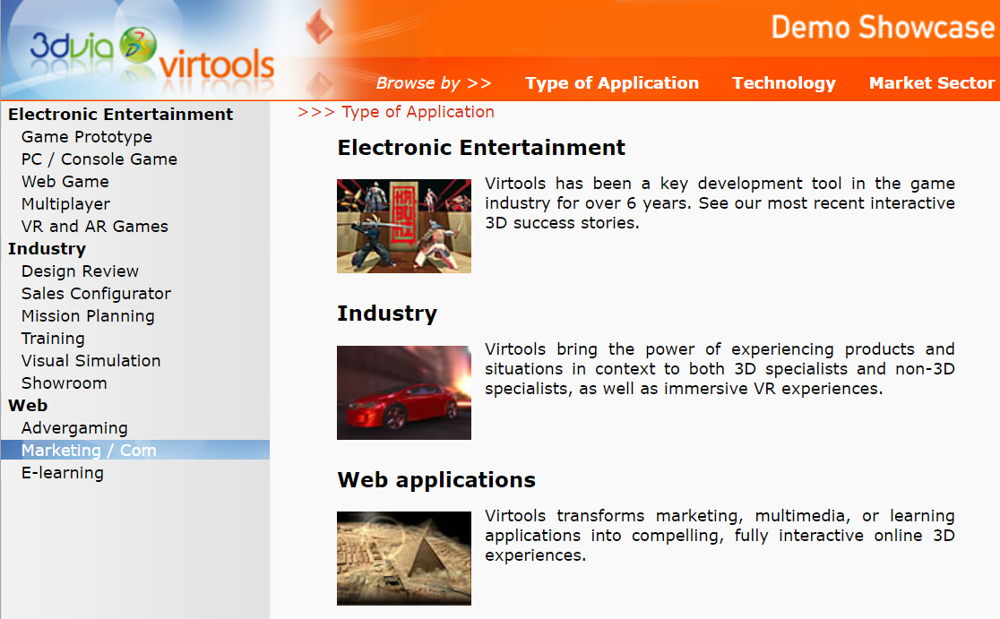 3dvia virtools
Demo Showcase
Browse by >> Type of Application Technology Market Sector
Electronic Entertainment
Game Prototype
PC / Console Game
Web Game
Multiplayer
VR and AR Games
Industry
Design Review
Sales Configurator
Mission Planning
Training
Visual Simulation
Showroom
Web
Advergaming
Marketing / Com
E-learning
>>> Type of Application
Electronic Entertainment
Virtools has been a key development tool in the game
industry for over 6 years. See our most recent interactive
3D success stories.
Industry
Virtools bring the power of experiencing products and
situations in context to both 3D specialists and non-3D
specialists, as well as immersive VR experiences.
Web applications
Virtools transforms marketing, multimedia, or learning
applications into compelling, fully interactive online 3D
experiences.